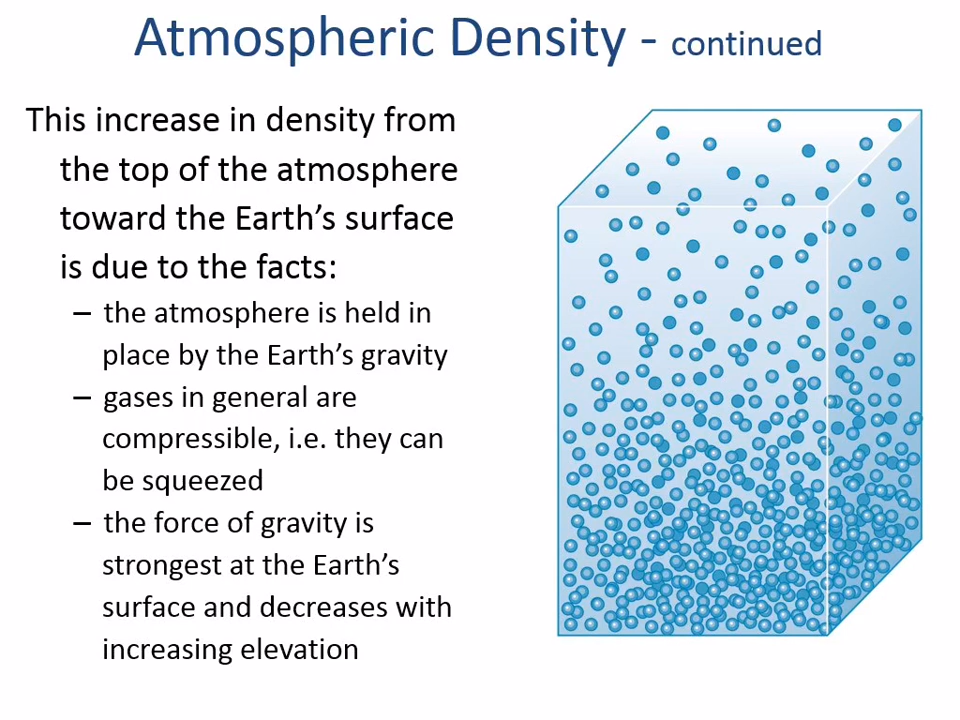 Atmospheric Density - continued
This increase in density from
the top of the atmosphere
toward the Earth’s surface
is due to the facts:
– the atmosphere is held in
place by the Earth’s gravity
– gases in general are
compressible, i.e. they can
be squeezed
– the force of gravity is
strongest at the Earth’s
surface and decreases with
increasing elevation